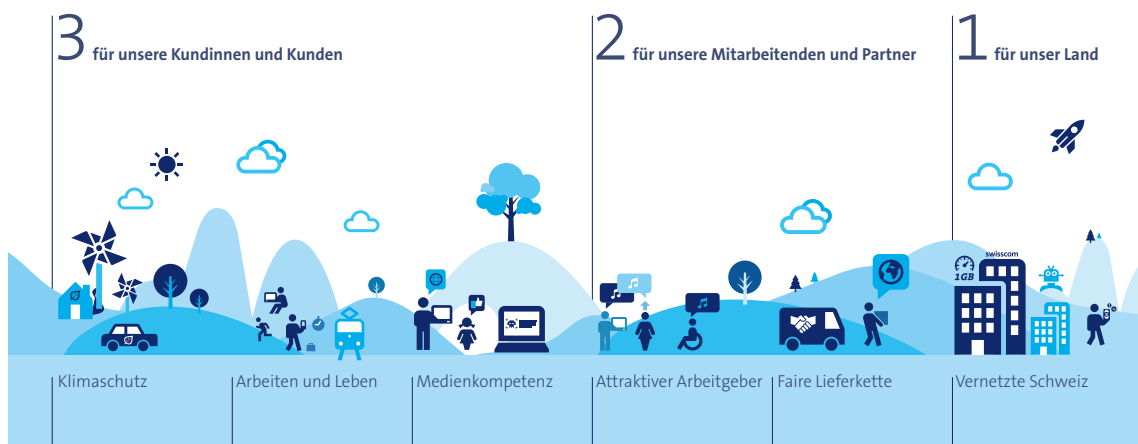 3 für unsere Kundinnen und Kunden
2 für unsere Mitarbeitenden und Partner
1 für unser Land
swisscom
1GB
Klimaschutz
Arbeiten und Leben
Medienkompetenz
Attraktiver Arbeitgeber
Faire Lieferkette
Vernetzte Schweiz